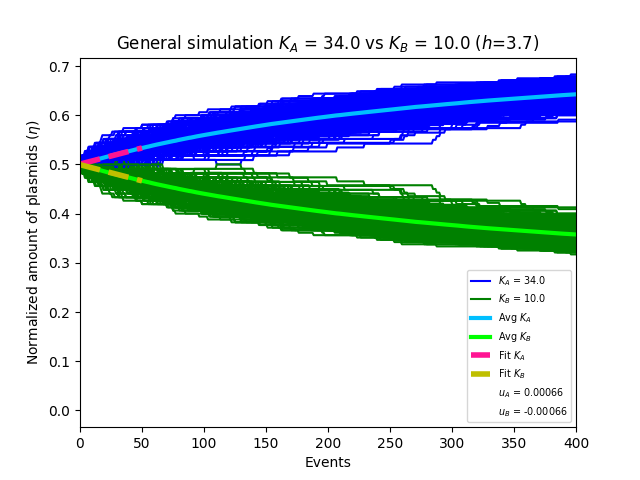 General simulation K_A = 34.0 vs K_B = 10.0 (h=3.7)
Normalized amount of plasmids (η)
0.7
0.6
0.5
0.4
0.3
0.2
0.1
0.0
K_A = 34.0
K_B = 10.0
Avg K_A
Avg K_B
Fit K_A
Fit K_B
u_A = 0.00066
u_B = -0.00066
0 50 100 150 200 250 300 350 400
Events